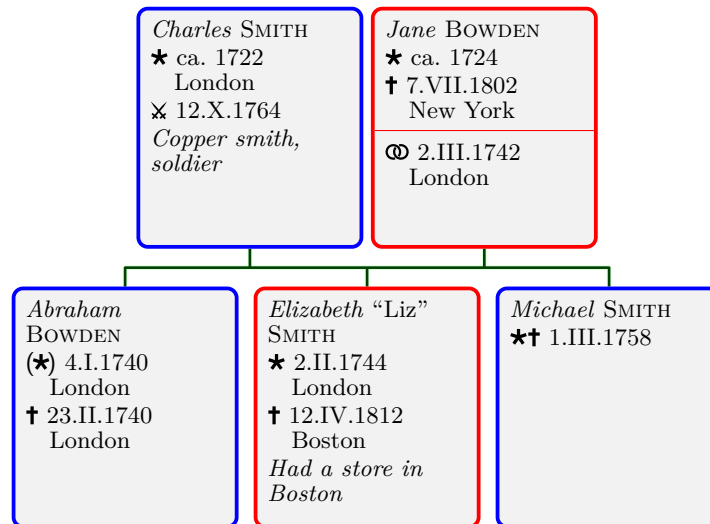 Charles SMITH
* ca. 1722
London
⚔ 12.X.1764
Copper smith,
soldier
Jane BOWDEN
* ca. 1724
† 7.VII.1802
New York
⚭ 2.III.1742
London
Abraham
BOWDEN
(*) 4.I.1740
London
† 23.II.1740
London
Elizabeth “Liz”
SMITH
* 2.II.1744
London
† 12.IV.1812
Boston
Had a store in
Boston
Michael SMITH
*† 1.III.1758